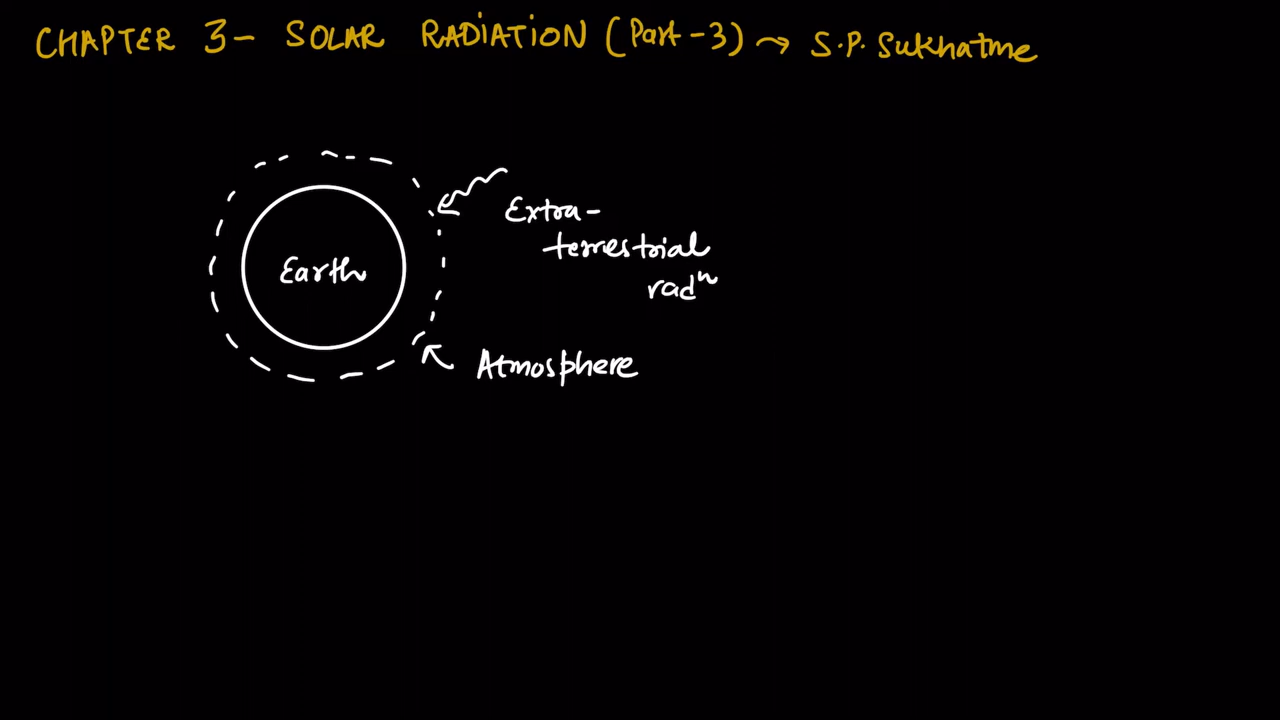 CHAPTER 3- SOLAR RADIATION (Part-3) → S.P. Sukhatme
Extra-
terrestrial
radⁿ
Earth
Atmosphere